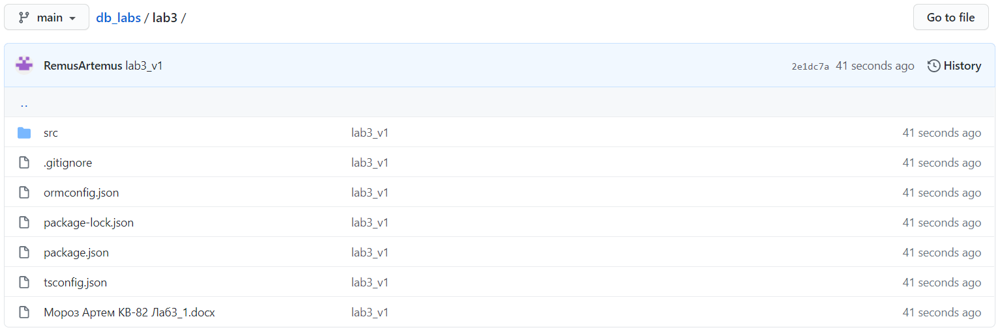 main db_labs / lab3 / Go to file
RemusArtemus lab3_v1 2e1dc7a 41 seconds ago History
..
src lab3_v1 41 seconds ago
.gitignore lab3_v1 41 seconds ago
ormconfig.json lab3_v1 41 seconds ago
package-lock.json lab3_v1 41 seconds ago
package.json lab3_v1 41 seconds ago
tsconfig.json lab3_v1 41 seconds ago
Мороз Артем КВ-82 Лаб3_1.docx lab3_v1 41 seconds ago